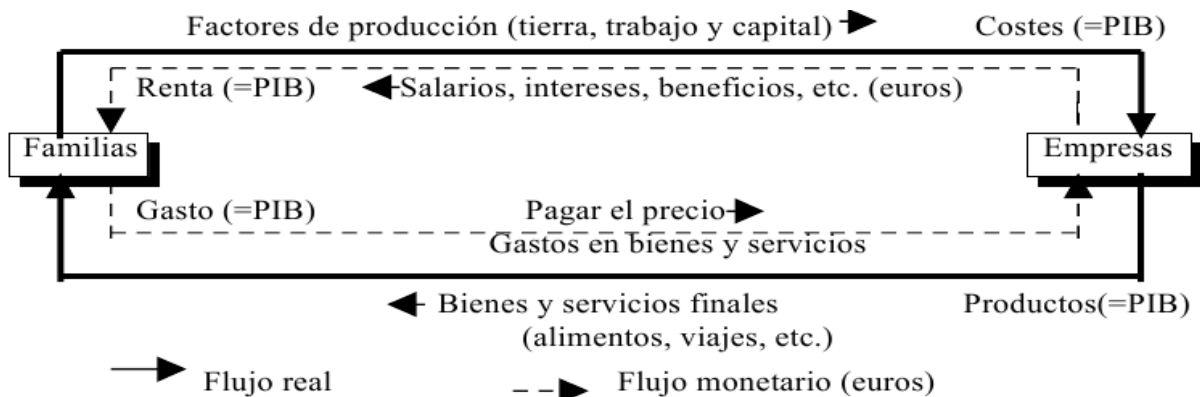 Factores de producción (tierra, trabajo y capital) Costes (=PIB)
Renta (=PIB) Salarios, intereses, beneficios, etc. (euros)
Familias Empresas
Gasto (=PIB) Pagar el precio
Gastos en bienes y servicios
Bienes y servicios finales Productos(=PIB)
(alimentos, viajes, etc.)
Flujo real Flujo monetario (euros)